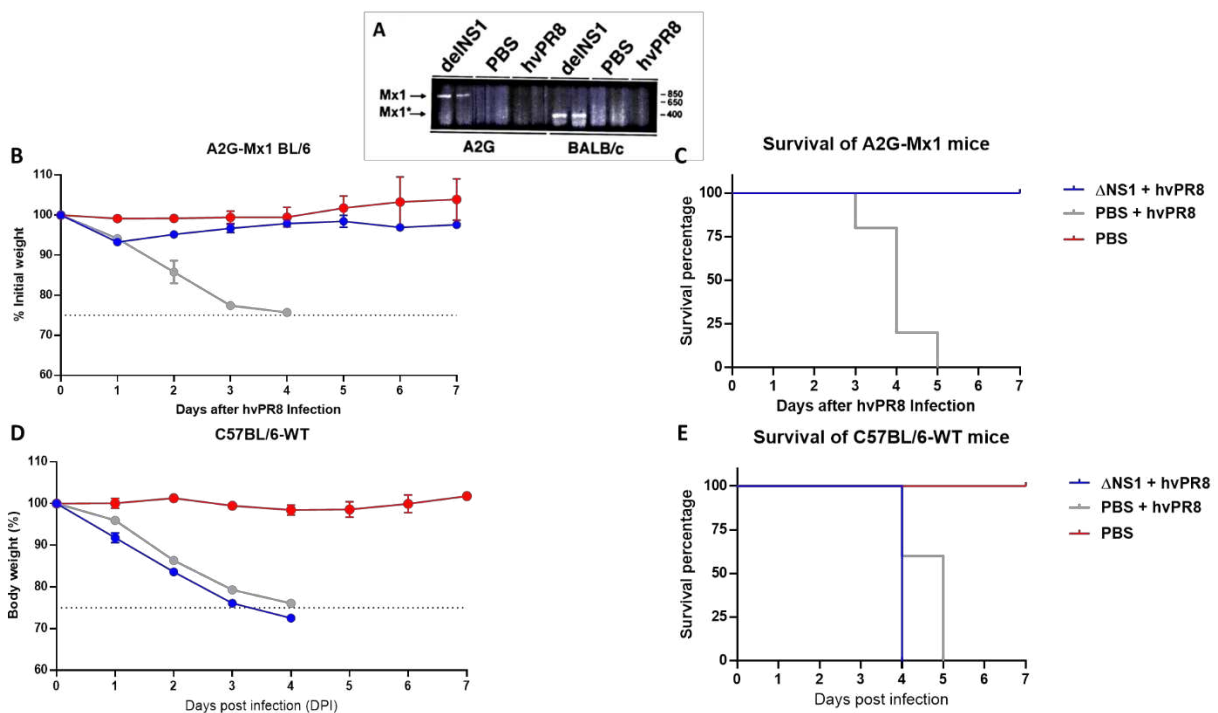 A
delNS1 PBS hvPR8 delNS1 PBS hvPR8
Mx1
Mx1*
- 850
- 650
- 400
A2G BALB/c
B
A2G-Mx1 BL/6
% Initial weight
110
100
90
80
70
60
0 1 2 3 4 5 6 7
Days after hvPR8 Infection
C
Survival of A2G-Mx1 mice
Survival percentage
100
75
50
25
0
0 1 2 3 4 5 6 7
Days after hvPR8 Infection
ΔNS1 + hvPR8
PBS + hvPR8
PBS
D
C57BL/6-WT
Body weight (%)
110
100
90
80
70
60
0 1 2 3 4 5 6 7
Days post infection (DPI)
E
Survival of C57BL/6-WT mice
Survival percentage
100
75
50
25
0
0 1 2 3 4 5 6 7
Days post infection
ΔNS1 + hvPR8
PBS + hvPR8
PBS